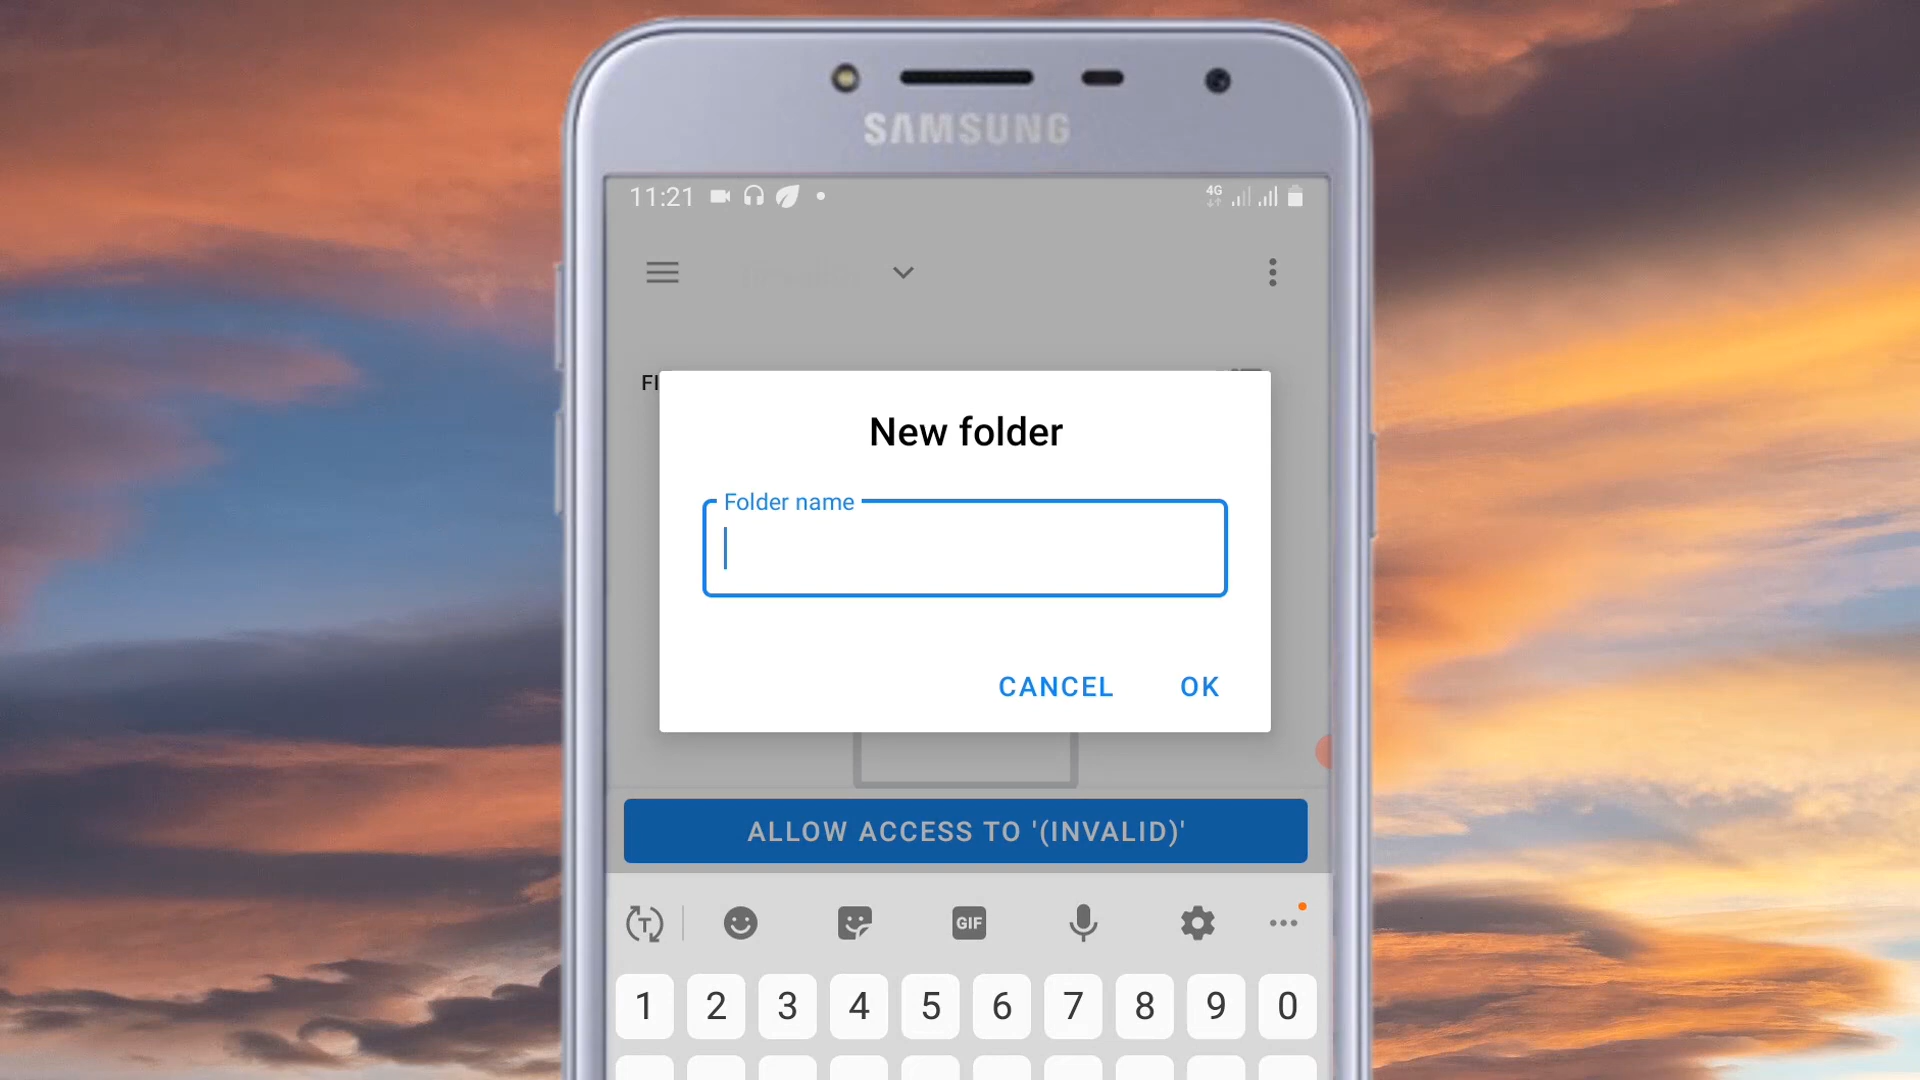 SAMSUNG
11:21
4G
FI
New folder
Folder name
CANCEL
OK
ALLOW ACCESS TO '(INVALID)'
T
GIF
1 2 3 4 5 6 7 8 9 0